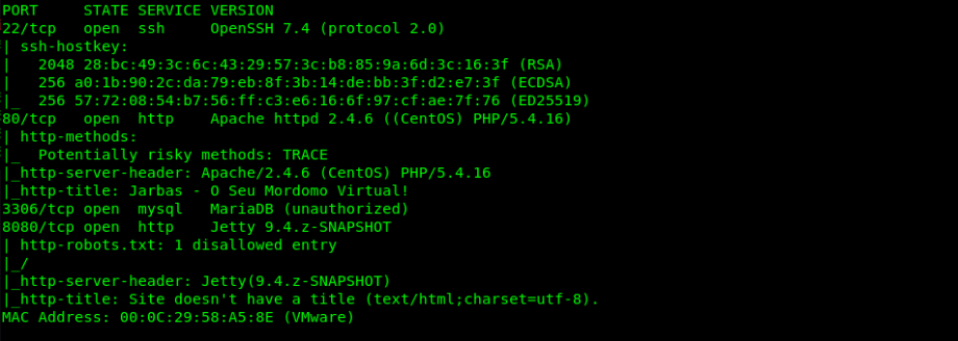 PORT     STATE SERVICE VERSION
22/tcp   open  ssh     OpenSSH 7.4 (protocol 2.0)
| ssh-hostkey:
|   2048 28:bc:49:3c:6c:43:29:57:3c:b8:85:9a:6d:3c:16:3f (RSA)
|   256 a0:1b:90:2c:da:79:eb:8f:3b:14:de:bb:3f:d2:e7:3f (ECDSA)
|_  256 57:72:08:54:b7:56:ff:c3:e6:16:6f:97:cf:ae:7f:76 (ED25519)
80/tcp   open  http    Apache httpd 2.4.6 ((CentOS) PHP/5.4.16)
| http-methods:
|_  Potentially risky methods: TRACE
|_http-server-header: Apache/2.4.6 (CentOS) PHP/5.4.16
|_http-title: Jarbas - O Seu Mordomo Virtual!
3306/tcp open  mysql   MariaDB (unauthorized)
8080/tcp open  http    Jetty 9.4.z-SNAPSHOT
| http-robots.txt: 1 disallowed entry
|_/
|_http-server-header: Jetty(9.4.z-SNAPSHOT)
|_http-title: Site doesn't have a title (text/html;charset=utf-8).
MAC Address: 00:0C:29:58:A5:8E (VMware)